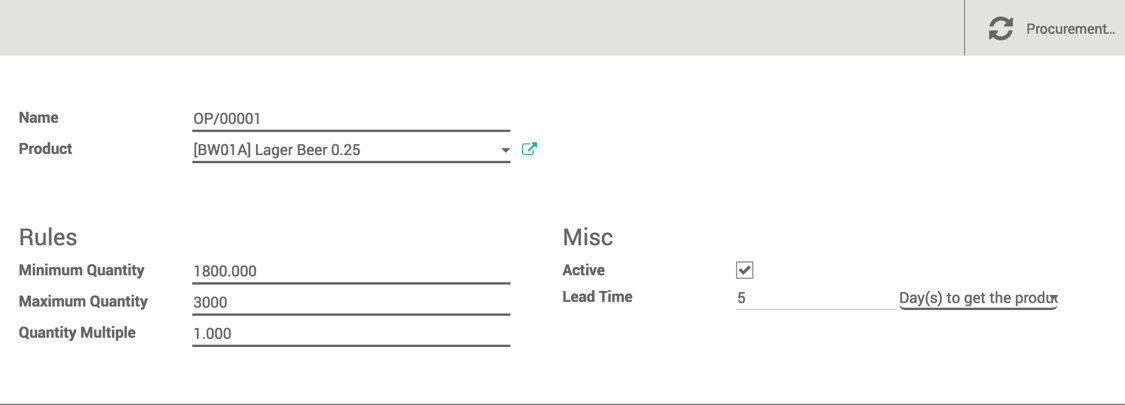 Procurement...
Name OP/00001
Product [BW01A] Lager Beer 0.25
Rules
Minimum Quantity 1800.000
Maximum Quantity 3000
Quantity Multiple 1.000
Misc
Active
Lead Time 5 Day(s) to get the produ